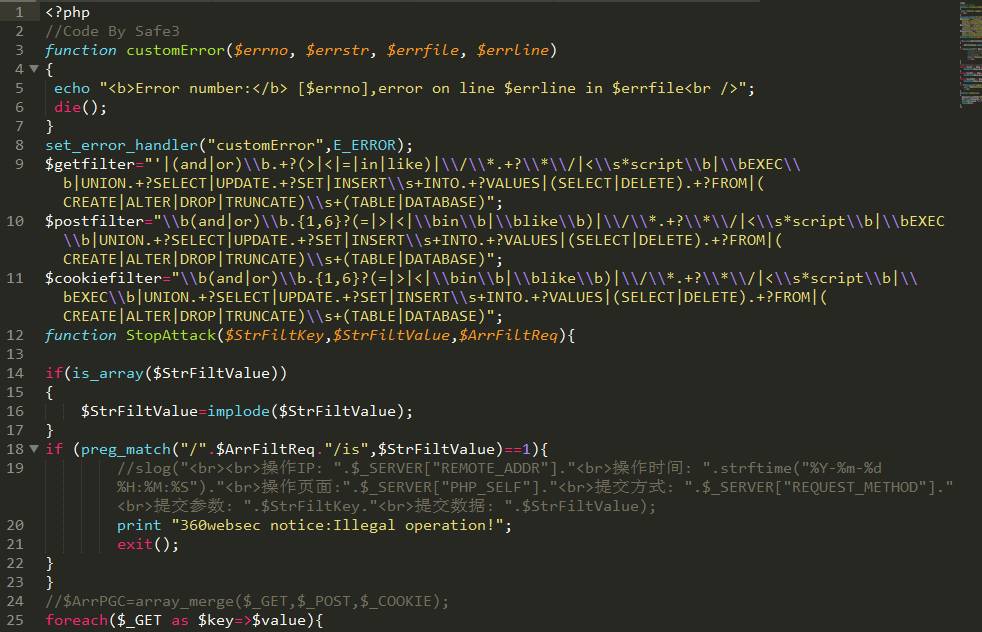 1 <?php
2 //Code By Safe3
3 function customError($errno, $errstr, $errfile, $errline)
4 {
5 echo "<b>Error number:</b> [$errno],error on line $errline in $errfile<br />";
6 die();
7 }
8 set_error_handler("customError",E_ERROR);
9 $getfilter="'|(and|or)\\b.+?(>|<|=|in|like)|\\/\\*.+?\\*\\/|<\\s*script\\b|\\bEXEC\\
b|UNION.+?SELECT|UPDATE.+?SET|INSERT\\s+INTO.+?VALUES|(SELECT|DELETE).+?FROM|(
CREATE|ALTER|DROP|TRUNCATE)\\s+(TABLE|DATABASE)";
10 $postfilter="\\b(and|or)\\b.{1,6}?(=|>|<|\\bin\\b|\\blike\\b)|\\/\\*.+?\\*\\/|<\\s*script\\b|\\bEXEC
\\b|UNION.+?SELECT|UPDATE.+?SET|INSERT\\s+INTO.+?VALUES|(SELECT|DELETE).+?FROM|(
CREATE|ALTER|DROP|TRUNCATE)\\s+(TABLE|DATABASE)";
11 $cookiefilter="\\b(and|or)\\b.{1,6}?(=|>|<|\\bin\\b|\\blike\\b)|\\/\\*.+?\\*\\/|<\\s*script\\b|\\
bEXEC\\b|UNION.+?SELECT|UPDATE.+?SET|INSERT\\s+INTO.+?VALUES|(SELECT|DELETE).+?FROM|(
CREATE|ALTER|DROP|TRUNCATE)\\s+(TABLE|DATABASE)";
12 function StopAttack($StrFiltKey,$StrFiltValue,$ArrFiltReq){
13
14 if(is_array($StrFiltValue))
15 {
16 $StrFiltValue=implode($StrFiltValue);
17 }
18 if (preg_match("/".$ArrFiltReq."/is",$StrFiltValue)==1){
19 //slog("<br><br>操作IP: ".$_SERVER["REMOTE_ADDR"]."<br>操作时间: ".strftime("%Y-%m-%d
%H:%M:%S")."<br>操作页面:".$_SERVER["PHP_SELF"]."<br>提交方式: ".$_SERVER["REQUEST_METHOD"]."
<br>提交参数: ".$StrFiltKey."<br>提交数据: ".$StrFiltValue);
20 print "360websec notice:Illegal operation!";
21 exit();
22 }
23 }
24 //$ArrPGC=array_merge($_GET,$_POST,$_COOKIE);
25 foreach($_GET as $key=>$value){